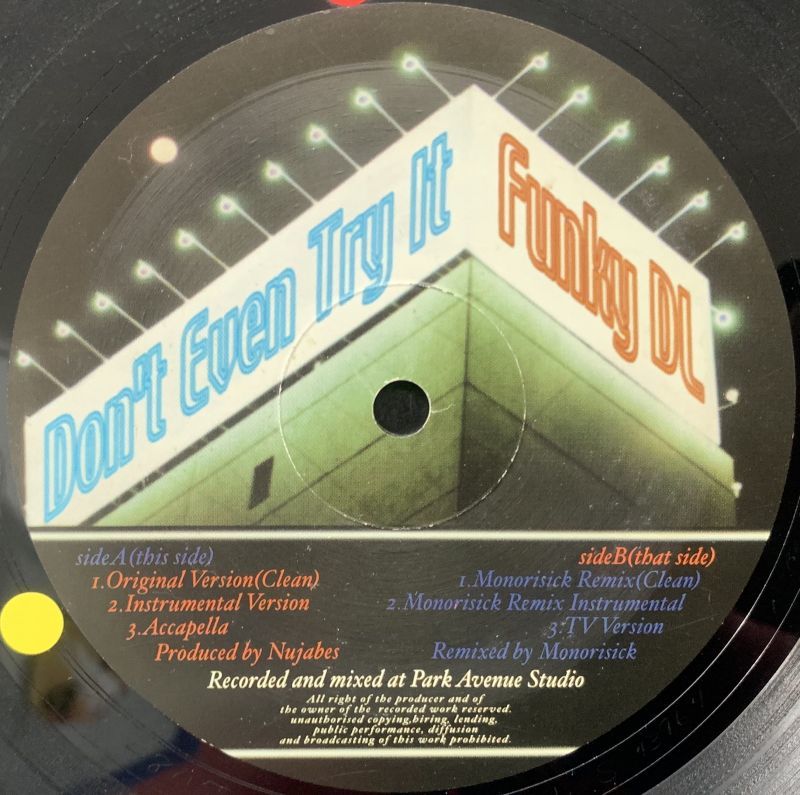 Don't Even Try It
Funky DL
sideA(this side)
1.Original Version(Clean)
2.Instrumental Version
3.Accapella
Produced by Nujabes
sideB(that side)
1.Monorisick Remix(Clean)
2.Monorisick Remix Instrumental
3.TV Version
Remixed by Monorisick
Recorded and mixed at Park Avenue Studio
All right of the producer and of
the owner of the recorded work reserved.
unauthorised copying,hiring, lending,
public performance, diffusion
and broadcasting of this work prohibited.